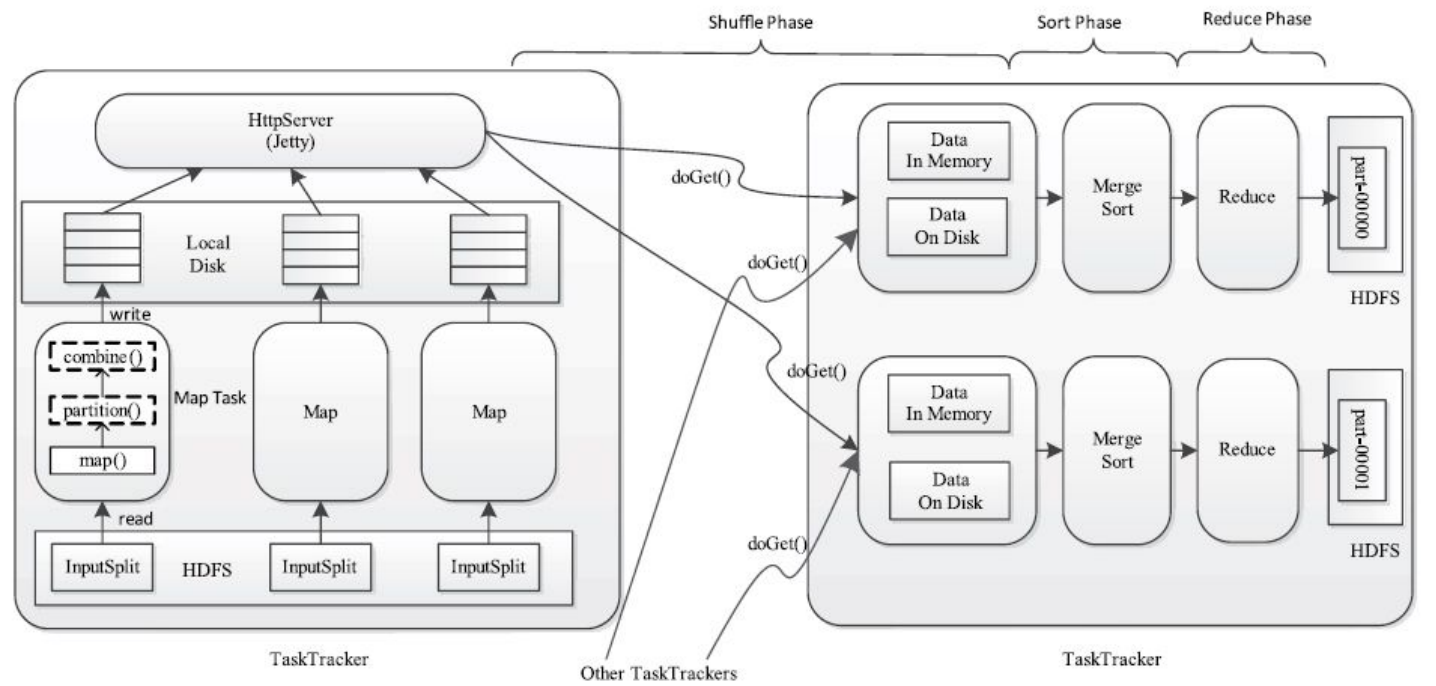 Shuffle Phase
Sort Phase
Reduce Phase
HttpServer
(Jetty)
Local
Disk
write
combine()
partition()
map()
Map Task
Map
Map
read
InputSplit
HDFS
InputSplit
InputSplit
TaskTracker
doGet()
doGet()
doGet()
doGet()
Other TaskTrackers
Data
In Memory
Data
On Disk
Merge
Sort
Reduce
part-00000
HDFS
Data
In Memory
Data
On Disk
Merge
Sort
Reduce
part-00001
HDFS
TaskTracker